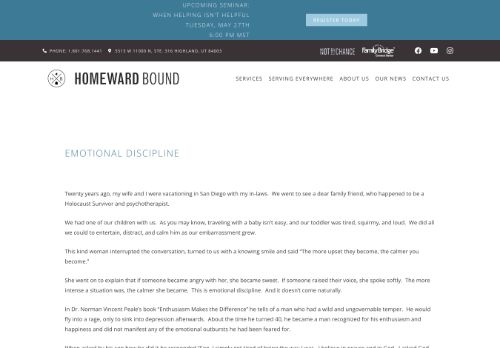 UPCOMING SEMINAR:
WHEN HELPING ISN'T HELPFUL
TUESDAY, MAY 27TH
6:00 PM MST
REGISTER TODAY
PHONE: 1.801.768.1441
5513 W 11000 N, STE. 316 HIGHLAND, UT 84003
NOT BY CHANCE
FamilyBridge
HOMEWARD BOUND
SERVICES SERVING EVERYWHERE ABOUT US OUR NEWS CONTACT US
EMOTIONAL DISCIPLINE
Twenty years ago, my wife and I were vacationing in San Diego with my in-laws. We went to see a dear family friend, who happened to be a
Holocaust Survivor and psychotherapist.
We had one of our children with us. As you may know, traveling with a baby isn't easy, and our toddler was tired, squirmy, and loud. We did all
we could to entertain, distract, and calm him as our embarrassment grew.
This kind woman interrupted the conversation, turned to us with a knowing smile and said "The more upset they become, the calmer you
become."
She went on to explain that if someone became angry with her, she became sweet. If someone raised their voice, she spoke softly. The more
intense a situation was, the calmer she became. This is emotional discipline. And it doesn't come naturally.
In Dr. Norman Vincent Peale's book "Enthusiasm Makes the Difference" he tells of a man who had a wild and ungovernable temper. He would
fly into a rage, only to sink into depression afterwards. About the time he turned 40, he became a man recognized for his enthusiasm and
happiness and did not manifest any of the emotional outbursts he had been feared for.